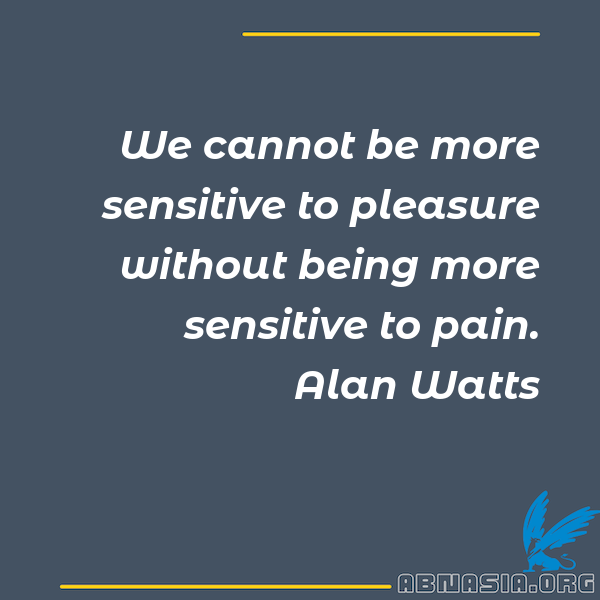 We cannot be more
sensitive to pleasure
without being more
sensitive to pain.
Alan Watts
ABNASIA.ORG